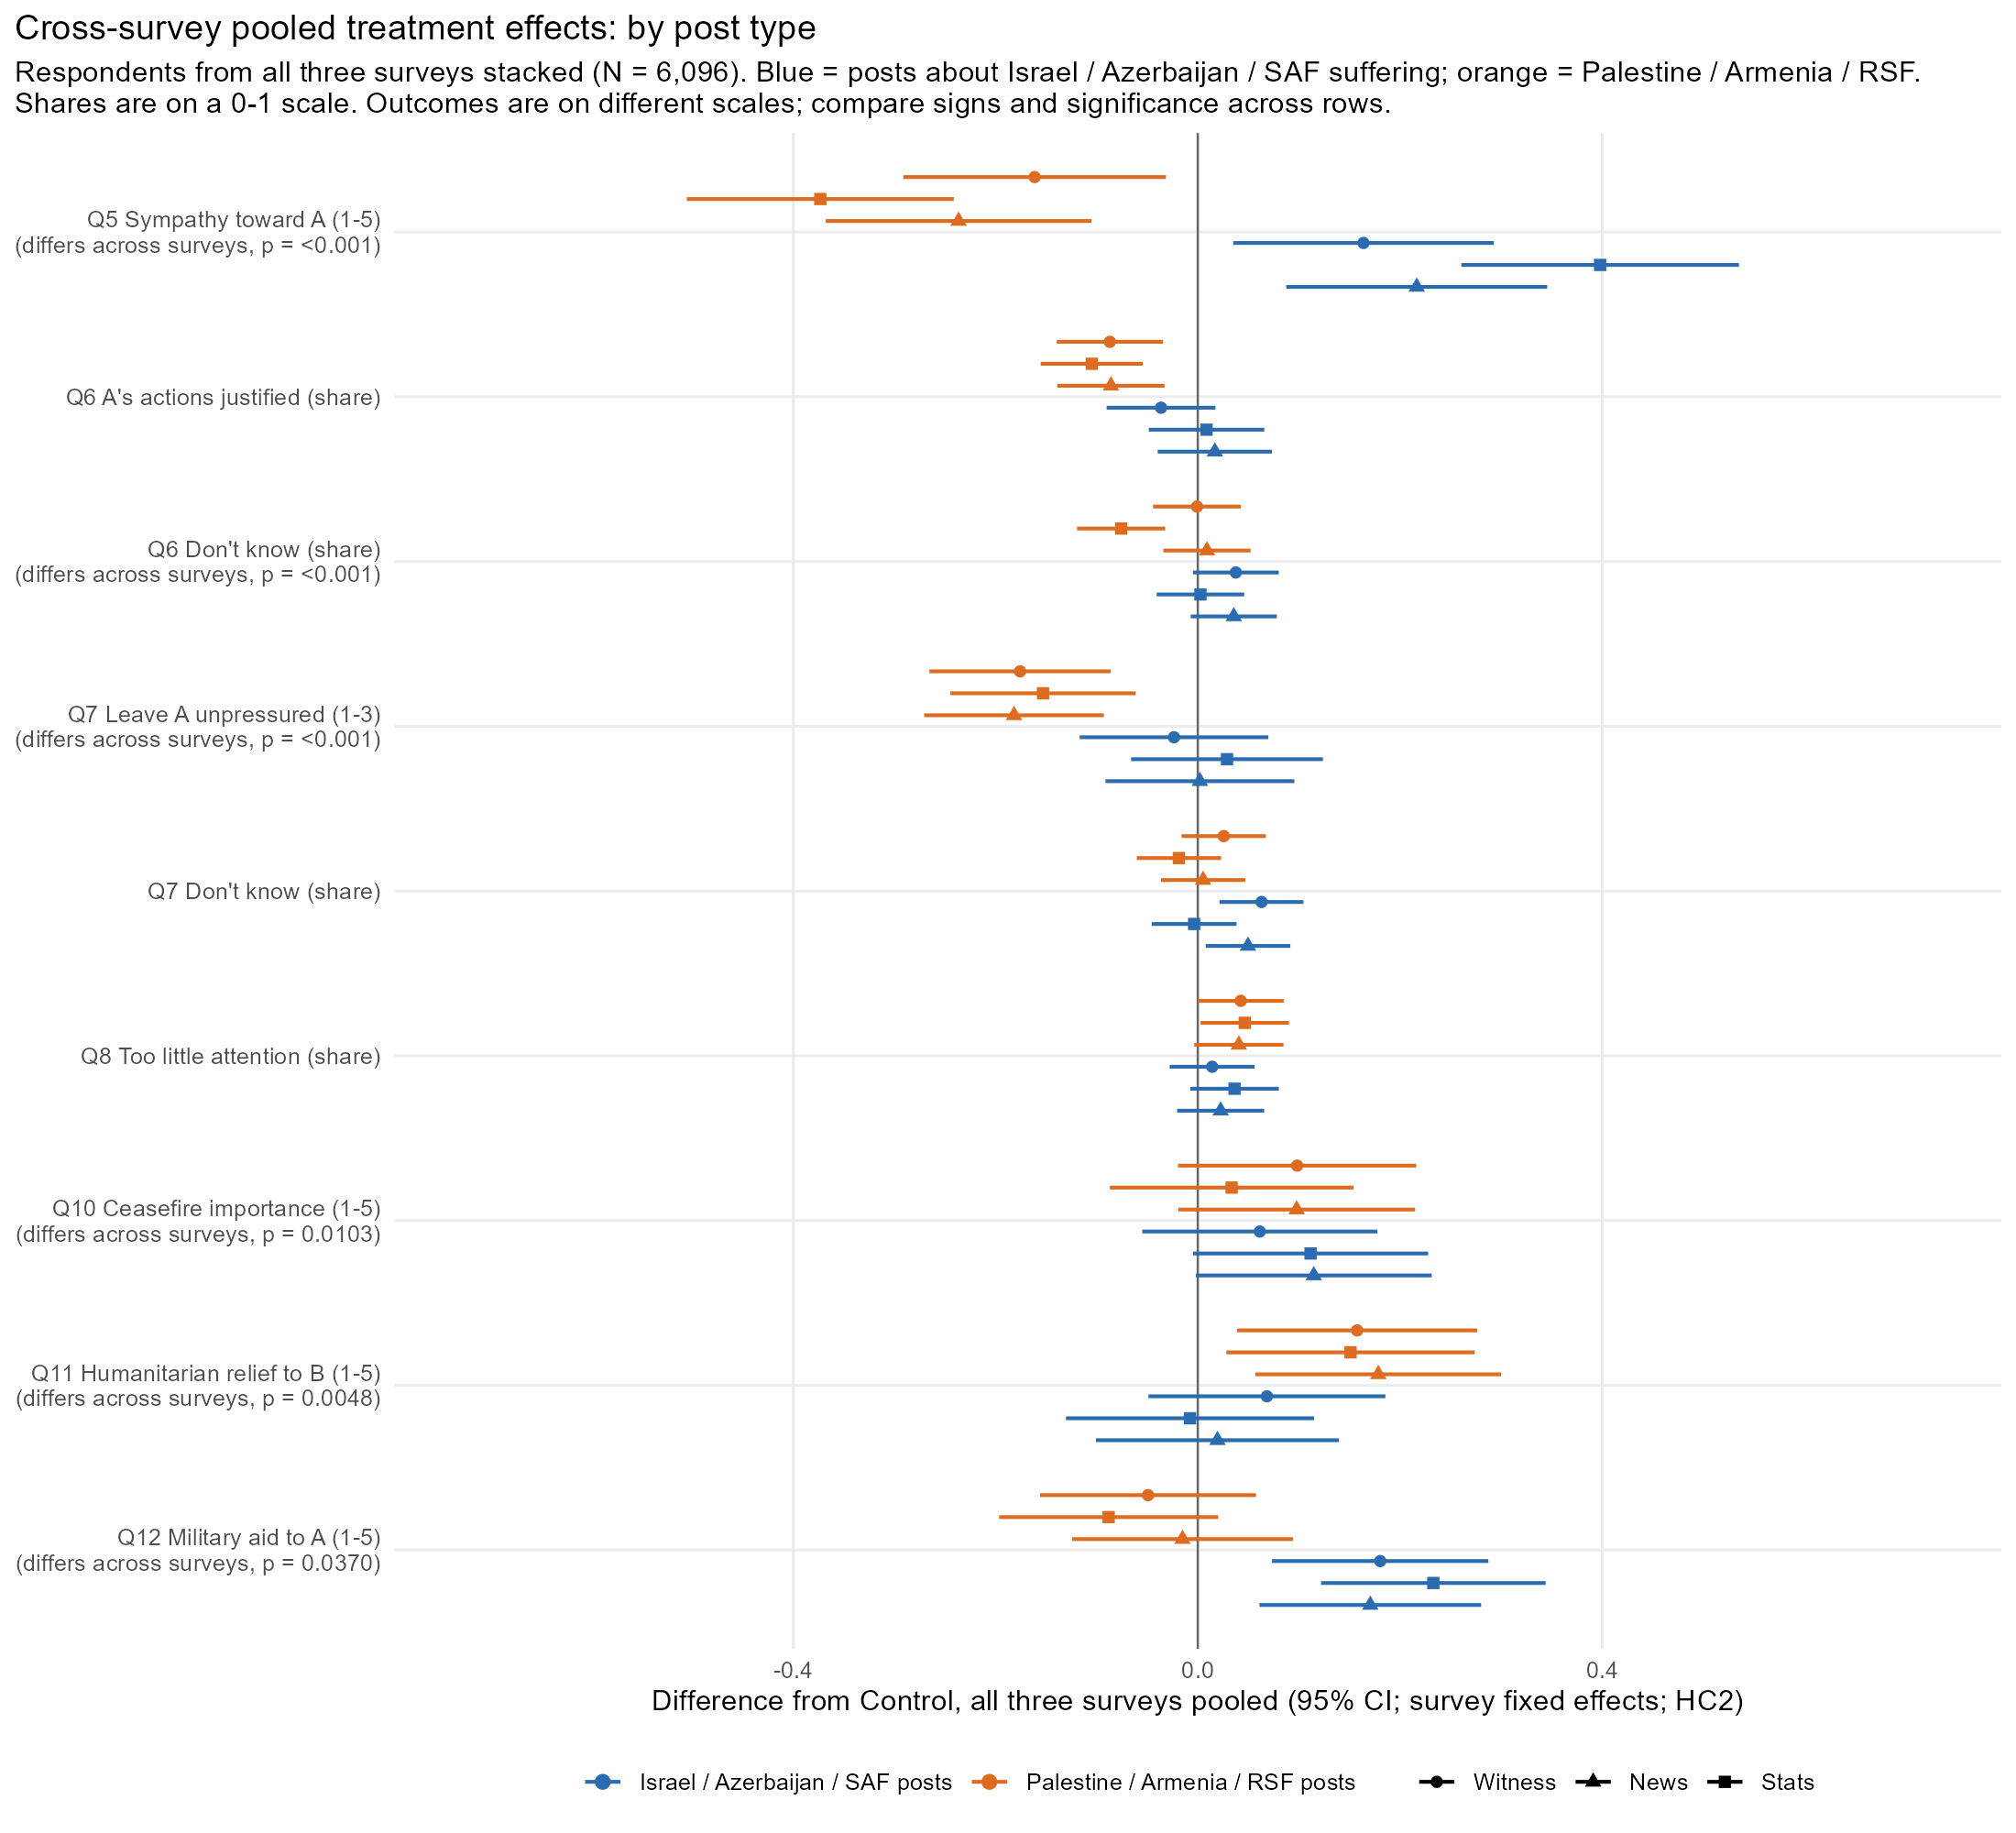 Cross-survey pooled treatment effects: by post type
Respondents from all three surveys stacked (N = 6,096). Blue = posts about Israel / Azerbaijan / SAF suffering; orange = Palestine / Armenia / RSF.
Shares are on a 0-1 scale. Outcomes are on different scales; compare signs and significance across rows.
Q5 Sympathy toward A (1-5)
(differs across surveys, p = <0.001)
Q6 A's actions justified (share)
Q6 Don't know (share)
(differs across surveys, p = <0.001)
Q7 Leave A unpressured (1-3)
(differs across surveys, p = <0.001)
Q7 Don't know (share)
Q8 Too little attention (share)
Q10 Ceasefire importance (1-5)
(differs across surveys, p = 0.0103)
Q11 Humanitarian relief to B (1-5)
(differs across surveys, p = 0.0048)
Q12 Military aid to A (1-5)
(differs across surveys, p = 0.0370)
-0.4 0.0 0.4
Difference from Control, all three surveys pooled (95% CI; survey fixed effects; HC2)
Israel / Azerbaijan / SAF posts Palestine / Armenia / RSF posts Witness News Stats